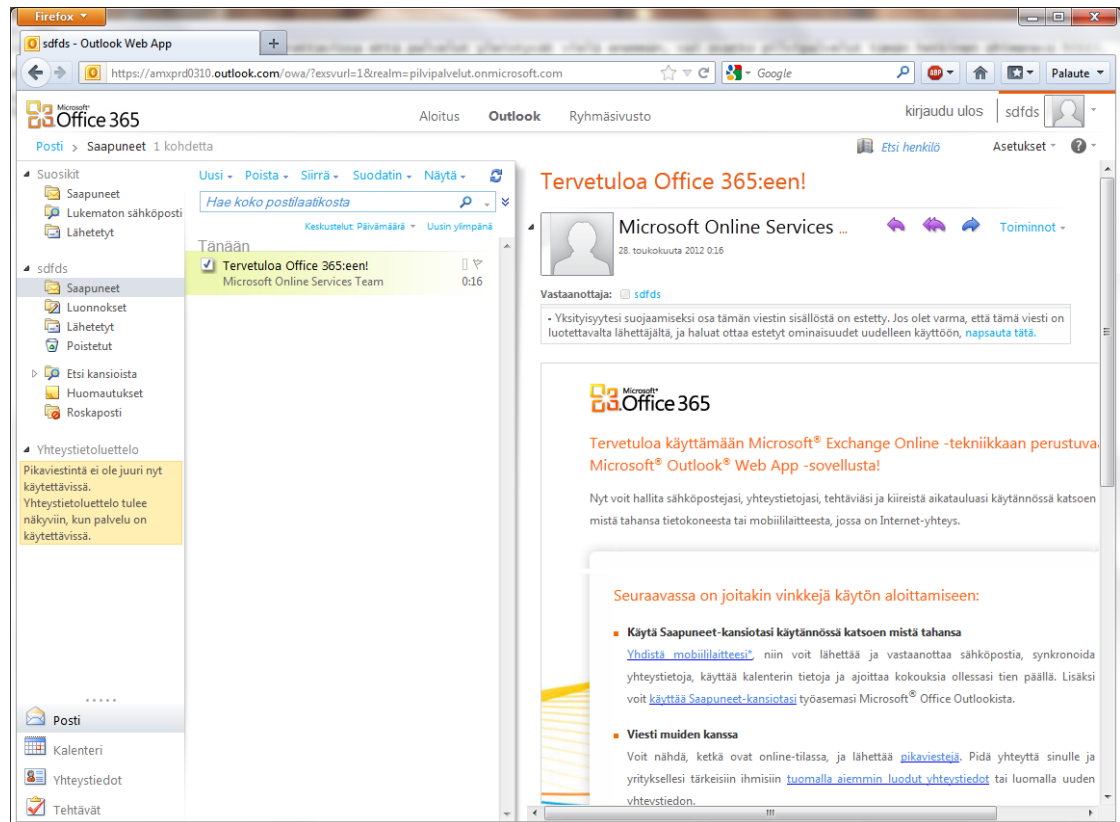 Firefox
sdfds - Outlook Web App
https://amxprd0310.outlook.com/owa/?exsvurl=1&realm=pilvipalvelut.onmicrosoft.com
Google
ABP
Palaute
Microsoft®
Office 365
Aloitus Outlook Ryhmäsivusto
kirjaudu ulos sdfds
Posti > Saapuneet 1 kohdetta
Etsi henkilö Asetukset
Suosikit
Saapuneet
Lukematon sähköposti
Lähetetyt
sdfds
Saapuneet
Luonnokset
Lähetetyt
Poistetut
Etsi kansioista
Huomautukset
Roskaposti
Yhteystietoluettelo
Pikaviestintä ei ole juuri nyt
käytettävissä.
Yhteystietoluettelo tulee
näkyviin, kun palvelu on
käytettävissä.
Posti
Kalenteri
Yhteystiedot
Tehtävät
Uusi Poista Siirrä Suodatin Näytä
Hae koko postilaatikosta
Keskustelut: Päivämäärä Uusin ylimpänä
Tänään
Tervetuloa Office 365:een!
Microsoft Online Services Team 0:16
Tervetuloa Office 365:een!
Microsoft Online Services ...
Toiminnot
28. toukokuuta 2012 0:16
Vastaanottaja: sdfds
- Yksityisyytesi suojaamiseksi osa tämän viestin sisällöstä on estetty. Jos olet varma, että tämä viesti on
luotettavalta lähettäjältä, ja haluat ottaa estetyt ominaisuudet uudelleen käyttöön, napsauta tätä.
Microsoft®
Office 365
Tervetuloa käyttämään Microsoft® Exchange Online -tekniikkaan perustuva
Microsoft® Outlook® Web App -sovellusta!
Nyt voit hallita sähköpostejasi, yhteystietojasi, tehtäviäsi ja kiireistä aikatauluasi käytännössä katsoen
mistä tahansa tietokoneesta tai mobiililaitteesta, jossa on Internet-yhteys.
Seuraavassa on joitakin vinkkejä käytön aloittamiseen:
Käytä Saapuneet-kansiotasi käytännössä katsoen mistä tahansa
Yhdistä mobiililaitteesi*, niin voit lähettää ja vastaanottaa sähköpostia, synkronoida
yhteystietoja, käyttää kalenterin tietoja ja ajoittaa kokouksia ollessasi tien päällä. Lisäksi
voit käyttää Saapuneet-kansiotasi työasemasi Microsoft® Office Outlookista.
Viesti muiden kanssa
Voit nähdä, ketkä ovat online-tilassa, ja lähettää pikaviestejä. Pidä yhteyttä sinulle ja
yrityksellesi tärkeisiin ihmisiin tuomalla aiemmin luodut yhteystiedot tai luomalla uuden
yhteystiedon.